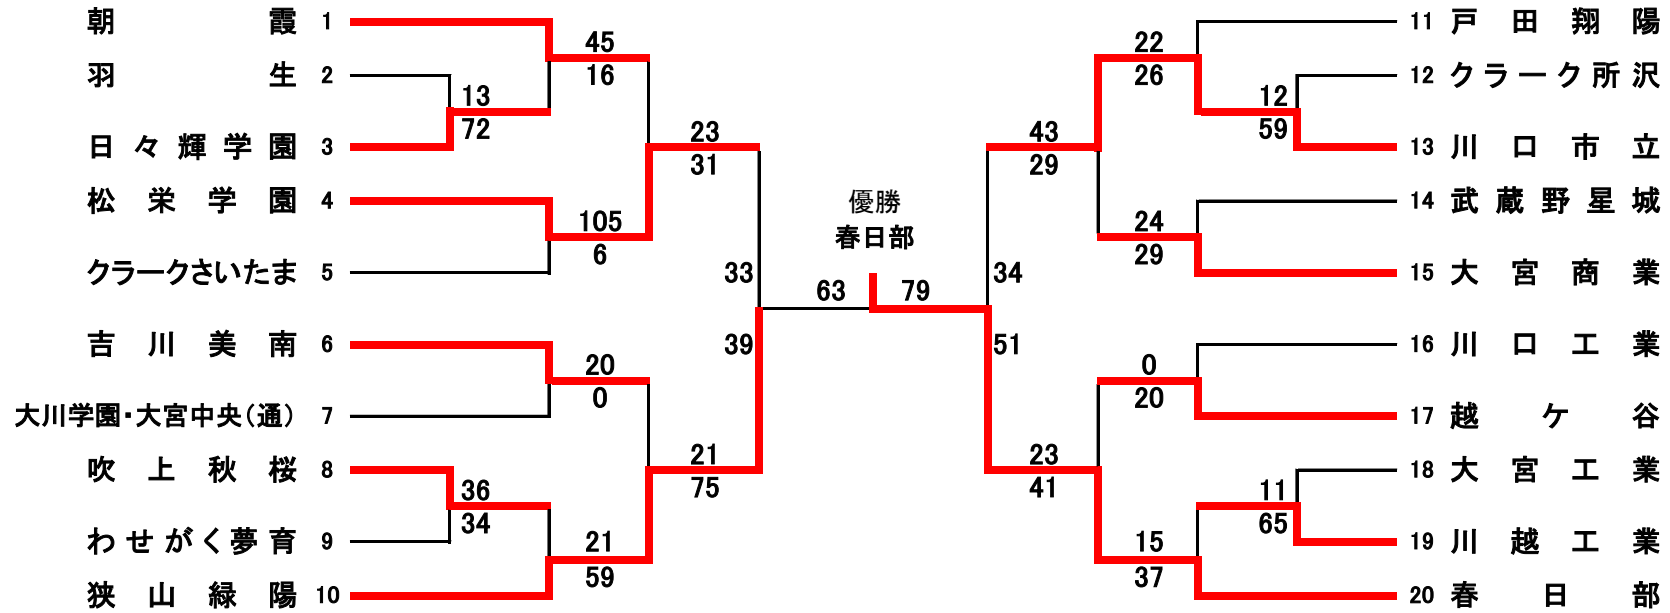 朝霞 1
羽生 2
日々輝学園 3
松栄学園 4
クラークさいたま 5
吉川美南 6
大川学園・大宮中央(通) 7
吹上秋桜 8
わせがく夢育 9
狭山緑陽 10
13
72
36
34
45
16
105
6
20
0
21
59
23
31
21
75
33
39
優勝
春日部
63 79
34
51
43
29
23
41
22
26
24
29
0
20
15
37
12
59
11
65
11 戸田翔陽
12 クラーク所沢
13 川口市立
14 武蔵野星城
15 大宮商業
16 川口工業
17 越ケ谷
18 大宮工業
19 川越工業
20 春日部